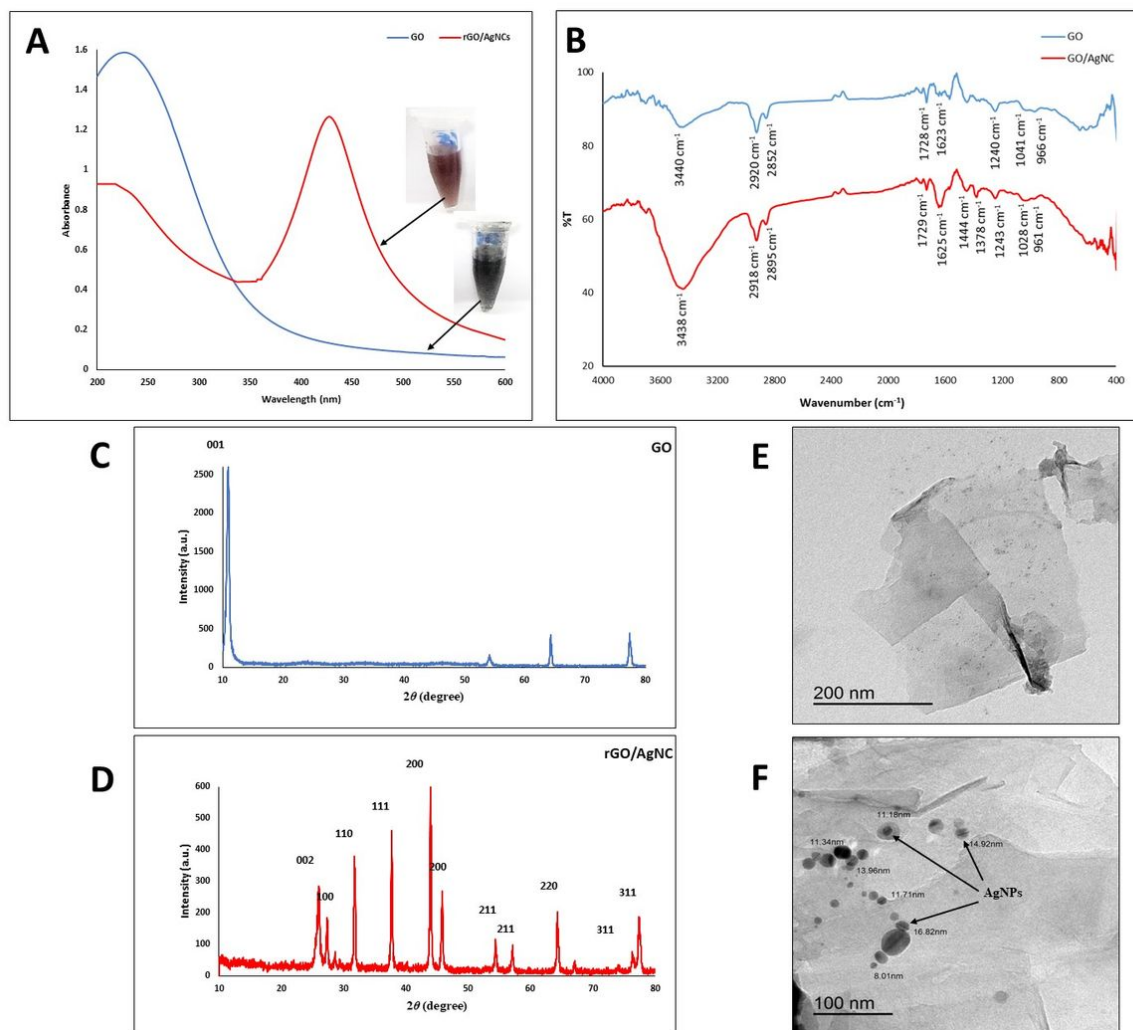 A
GO
rGO/AgNCs
1.6
1.4
1.2
1
0.8
0.6
0.4
0.2
0
Absorbance
200
250
300
350
400
450
500
550
600
Wavelength (nm)
B
GO
GO/AgNC
100
80
60
40
20
%T
3440 cm-1
2920 cm-1
2852 cm-1
1728 cm-1
1623 cm-1
1240 cm-1
1041 cm-1
966 cm-1
3438 cm-1
2918 cm-1
2895 cm-1
1729 cm-1
1625 cm-1
1444 cm-1
1378 cm-1
1243 cm-1
1028 cm-1
961 cm-1
4000
3600
3200
2800
2400
2000
1600
1200
800
400
Wavenumber (cm-1)
C
001
GO
2500
2000
1500
1000
500
0
Intensity (a.u.)
10
20
30
40
50
60
70
80
2θ (degree)
D
rGO/AgNC
600
500
400
300
200
100
0
Intensity (a.u.)
002
100
110
111
200
200
211
211
220
311
311
10
20
30
40
50
60
70
80
2θ (degree)
E
200 nm
F
11.18nm
11.34nm
14.92nm
13.96nm
11.71nm
AgNPs
16.82nm
8.01nm
100 nm